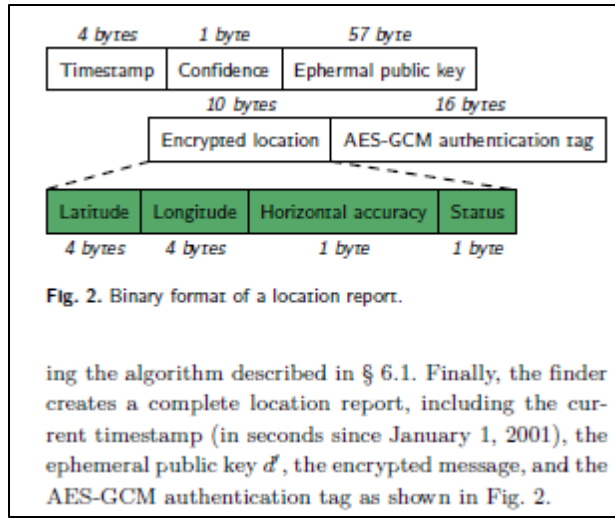 4 bytes 1 byte 57 byte
Timestamp Confidence Ephermal public key
10 bytes 16 bytes
Encrypted location AES-GCM authentication tag
Latitude Longitude Horizontal accuracy Status
4 bytes 4 bytes 1 byte 1 byte
Fig. 2. Binary format of a location report.
ing the algorithm described in § 6.1. Finally, the finder
creates a complete location report, including the cur-
rent timestamp (in seconds since January 1, 2001), the
ephemeral public key d′, the encrypted message, and the
AES-GCM authentication tag as shown in Fig. 2.